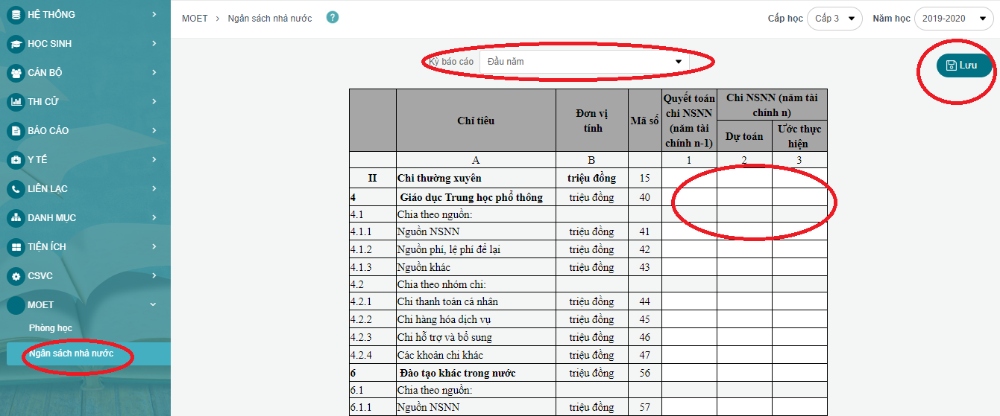 HỆ THỐNG
HỌC SINH
CÁN BỘ
THI CỬ
BÁO CÁO
Y TẾ
LIÊN LẠC
DANH MỤC
TIỆN ÍCH
CSVC
MOET
Phòng học
Ngân sách nhà nước
MOET > Ngân sách nhà nước ?
Cấp học Cấp 3 Năm học 2019-2020
Kỳ báo cáo Đầu năm
Lưu
Chỉ tiêu
Đơn vị
tính
Mã số
Quyết toán
chi NSNN
(năm tài
chính n-1)
Chi NSNN (năm tài
chính n)
Dự toán
Ước thực
hiện
A B 1 2 3
II Chi thường xuyên triệu đồng 15
4 Giáo dục Trung học phổ thông triệu đồng 40
4.1 Chia theo nguồn:
4.1.1 Nguồn NSNN triệu đồng 41
4.1.2 Nguồn phí, lệ phí để lại triệu đồng 42
4.1.3 Nguồn khác triệu đồng 43
4.2 Chia theo nhóm chi:
4.2.1 Chi thanh toán cá nhân triệu đồng 44
4.2.2 Chi hàng hóa dịch vụ triệu đồng 45
4.2.3 Chi hỗ trợ và bổ sung triệu đồng 46
4.2.4 Các khoản chi khác triệu đồng 47
6 Đào tạo khác trong nước triệu đồng 56
6.1 Chia theo nguồn:
6.1.1 Nguồn NSNN triệu đồng 57